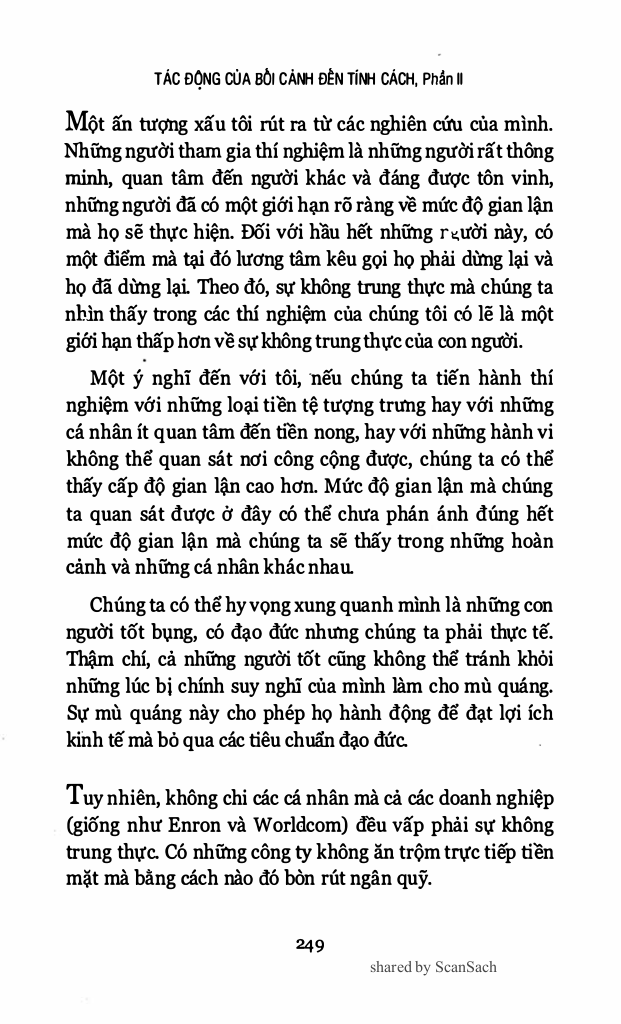 TÁC ĐỘNG CỦA BỐI CẢNH ĐẾN TÍNH CÁCH, Phần II
Một ấn tượng xấu tôi rút ra từ các nghiên cứu của mình.
Những người tham gia thí nghiệm là những người rất thông
minh, quan tâm đến người khác và đáng được tôn vinh,
những người đã có một giới hạn rõ ràng về mức độ gian lận
mà họ sẽ thực hiện. Đối với hầu hết những người này, có
một điểm mà tại đó lương tâm kêu gọi họ phải dừng lại và
họ đã dừng lại. Theo đó, sự không trung thực mà chúng ta
nhìn thấy trong các thí nghiệm của chúng tôi có lẽ là một
giới hạn thấp hơn về sự không trung thực của con người.
Một ý nghĩ đến với tôi, nếu chúng ta tiến hành thí
nghiệm với những loại tiền tệ tượng trưng hay với những
cá nhân ít quan tâm đến tiền nong, hay với những hành vi
không thể quan sát nơi công cộng được, chúng ta có thể
thấy cấp độ gian lận cao hơn. Mức độ gian lận mà chúng
ta quan sát được ở đây có thể chưa phán ánh đúng hết
mức độ gian lận mà chúng ta sẽ thấy trong những hoàn
cảnh và những cá nhân khác nhau.
Chúng ta có thể hy vọng xung quanh mình là những con
người tốt bụng, có đạo đức nhưng chúng ta phải thực tế.
Thậm chí, cả những người tốt cũng không thể tránh khỏi
những lúc bị chính suy nghĩ của mình làm cho mù quáng.
Sự mù quáng này cho phép họ hành động để đạt lợi ích
kinh tế mà bỏ qua các tiêu chuẩn đạo đức.
Tuy nhiên, không chi các cá nhân mà cả các doanh nghiệp
(giống như Enron và Worldcom) đều vấp phải sự không
trung thực. Có những công ty không ăn trộm trực tiếp tiền
mặt mà bằng cách nào đó bòn rút ngân quỹ.
249
shared by ScanSach